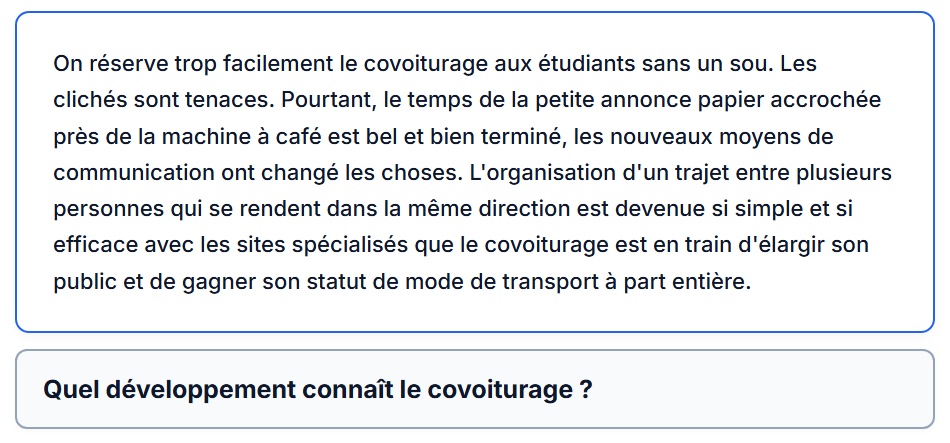 On réserve trop facilement le covoiturage aux étudiants sans un sou. Les
clichés sont tenaces. Pourtant, le temps de la petite annonce papier accrochée
près de la machine à café est bel et bien terminé, les nouveaux moyens de
communication ont changé les choses. L'organisation d'un trajet entre plusieurs
personnes qui se rendent dans la même direction est devenue si simple et si
efficace avec les sites spécialisés que le covoiturage est en train d'élargir son
public et de gagner son statut de mode de transport à part entière.
Quel développement connaît le covoiturage ?